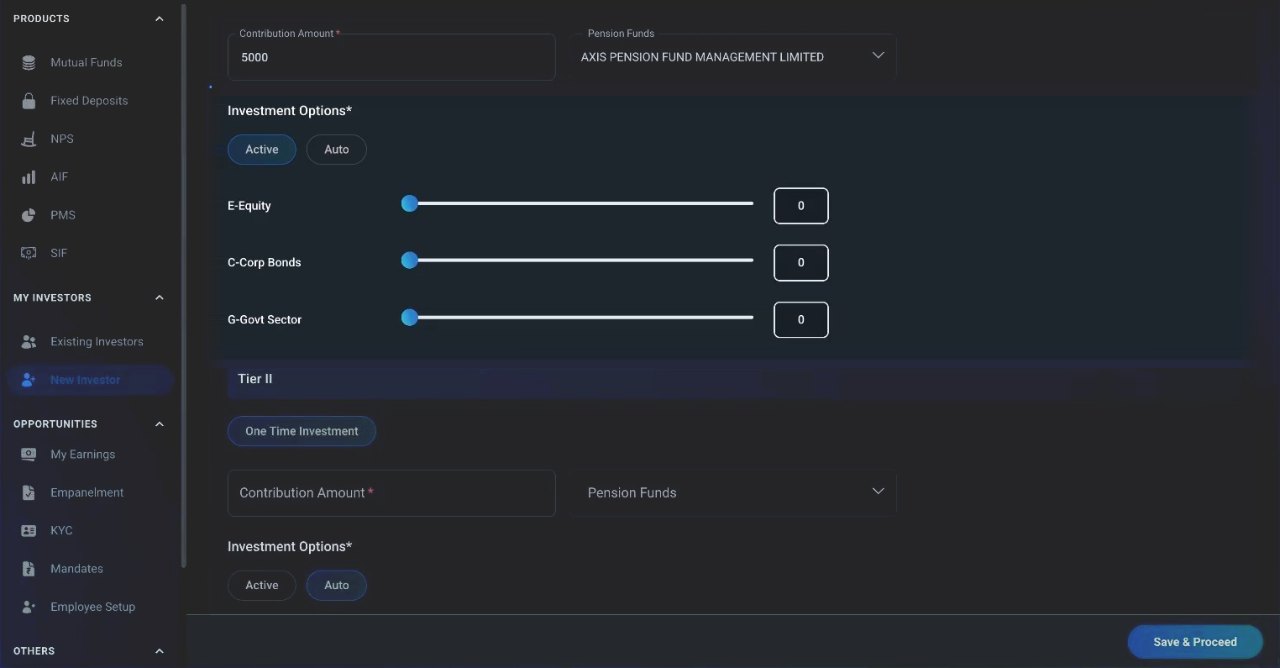 PRODUCTS
Mutual Funds
Fixed Deposits
NPS
AIF
PMS
SIF
MY INVESTORS
Existing Investors
New Investor
OPPORTUNITIES
My Earnings
Empanelment
KYC
Mandates
Employee Setup
OTHERS
Contribution Amount *
5000
Pension Funds
AXIS PENSION FUND MANAGEMENT LIMITED
Investment Options*
Active Auto
E-Equity 0
C-Corp Bonds 0
G-Govt Sector 0
Tier II
One Time Investment
Contribution Amount * Pension Funds
Investment Options*
Active Auto
Save & Proceed